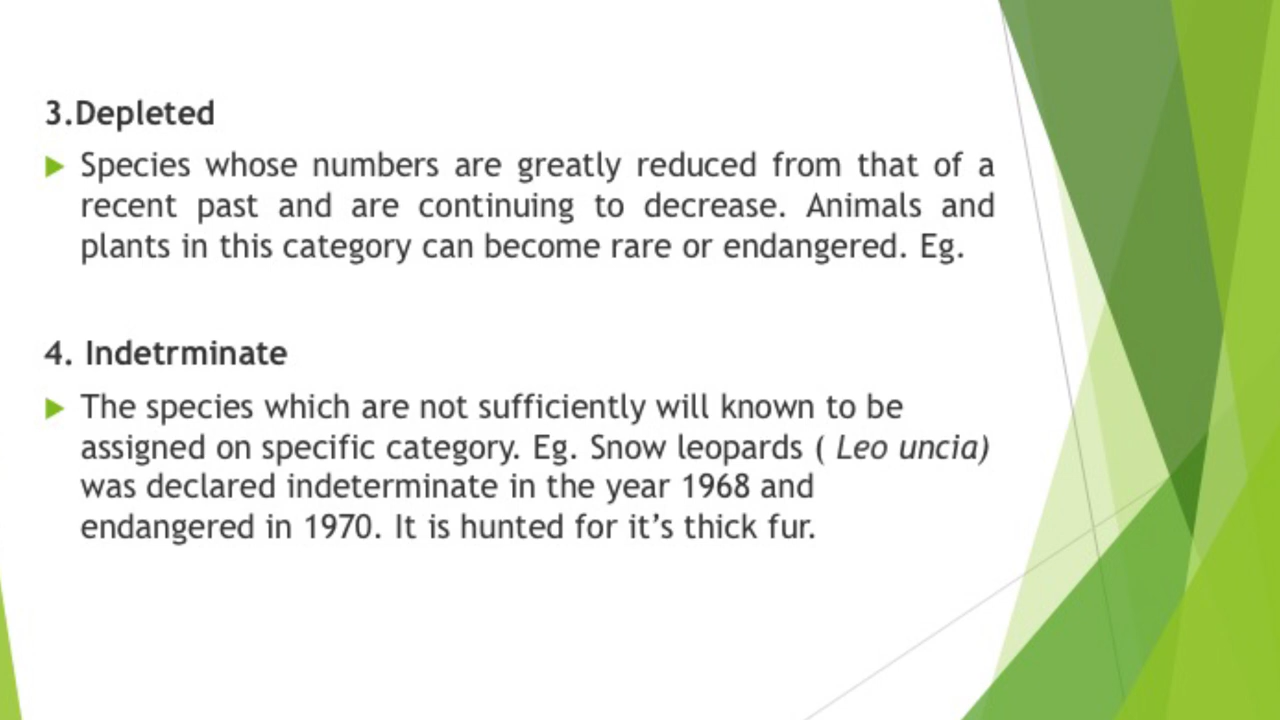 3.Depleted
Species whose numbers are greatly reduced from that of a
recent past and are continuing to decrease. Animals and
plants in this category can become rare or endangered. Eg.
4. Indetrminate
The species which are not sufficiently will known to be
assigned on specific category. Eg. Snow leopards ( Leo uncia)
was declared indeterminate in the year 1968 and
endangered in 1970. It is hunted for it’s thick fur.